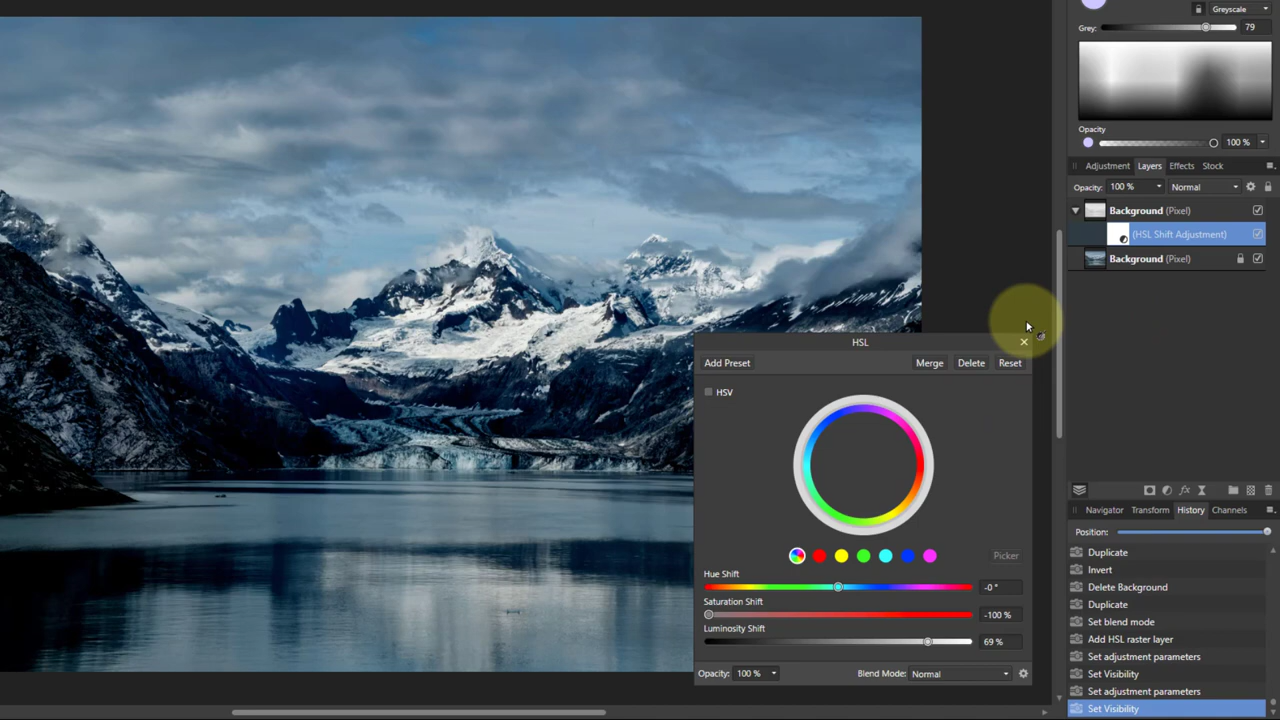 Greyscale
Grey:
79
Opacity
100 %
Adjustment
Layers
Effects
Stock
Opacity:
100 %
Normal
Background (Pixel)
(HSL Shift Adjustment)
Background (Pixel)
HSL
Add Preset
Merge
Delete
Reset
HSV
Picker
Hue Shift
-0 °
Saturation Shift
-100 %
Luminosity Shift
69 %
Opacity:
100 %
Blend Mode:
Normal
Navigator
Transform
History
Channels
Position:
Duplicate
Invert
Delete Background
Duplicate
Set blend mode
Add HSL raster layer
Set adjustment parameters
Set Visibility
Set adjustment parameters
Set Visibility